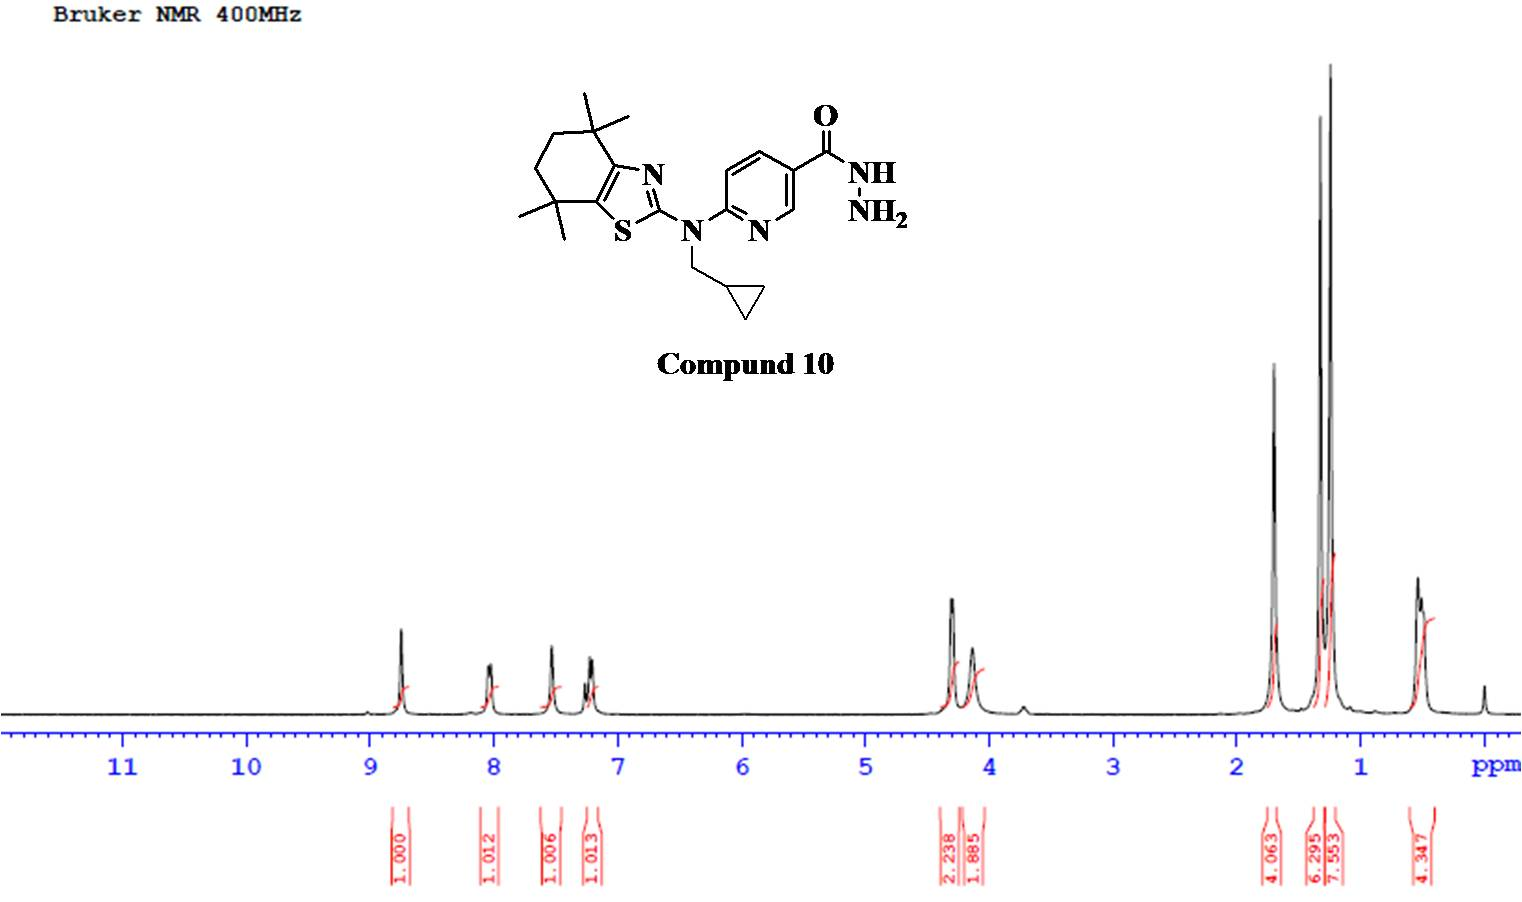 Bruker NMR 400MHz
O
N
NH
NH2
S
N
N
Compund 10
11 10 9 8 7 6 5 4 3 2 1 ppm
1.000 1.012 1.006 1.013 2.238 1.885 4.063 6.295 7.553 4.347